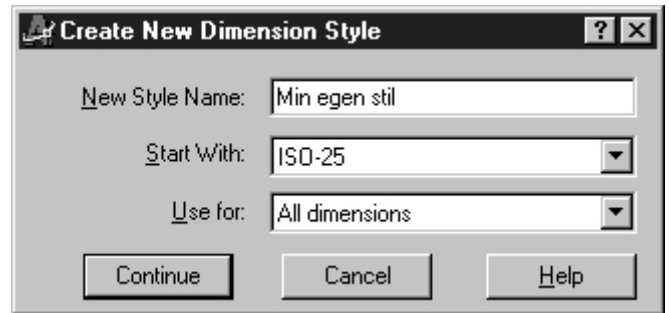 Create New Dimension Style ? X
New Style Name: Min egen stil
Start With: ISO-25
Use for: All dimensions
Continue Cancel Help